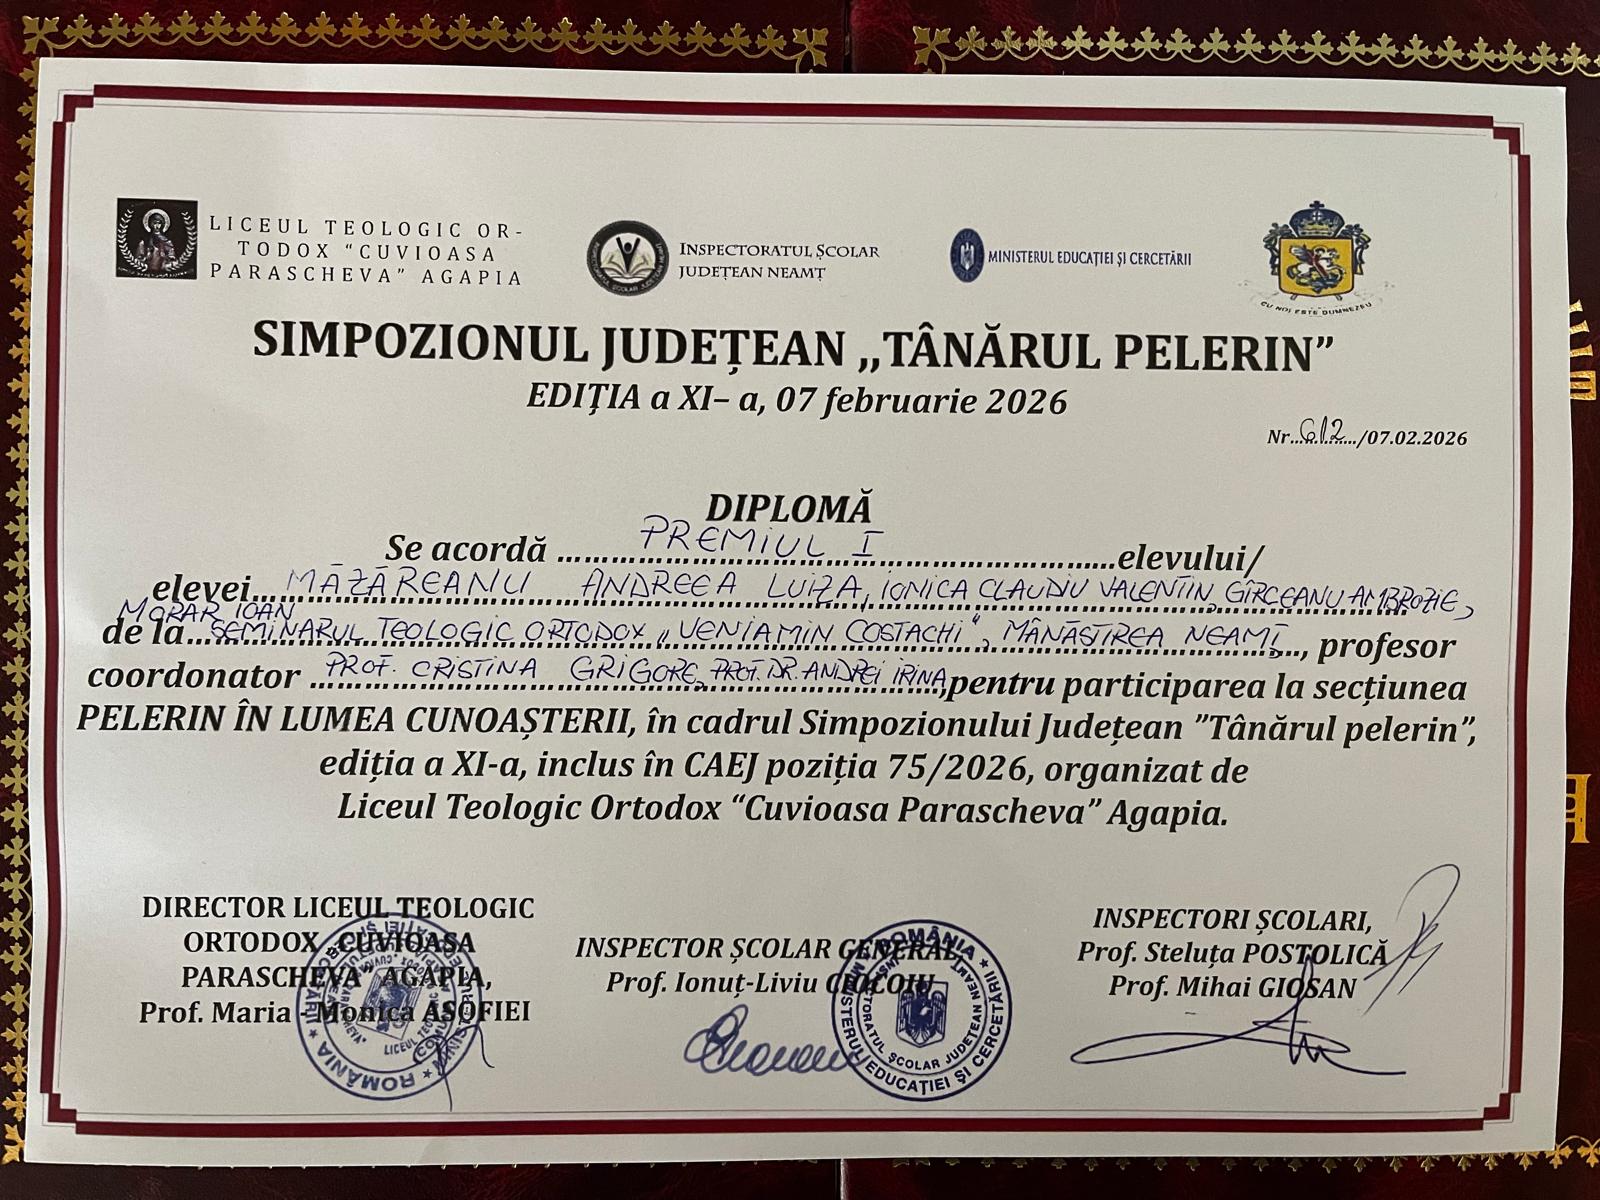 LICEUL TEOLOGIC OR-
TODOX “CUVIOASA
PARASCHEVA” AGAPIA
INSPECTORATUL ȘCOLAR
JUDEȚEAN NEAMȚ
MINISTERUL EDUCAȚIEI ȘI CERCETĂRII
CU NOI ESTE DUMNEZEU
SIMPOZIONUL JUDEȚEAN „TÂNĂRUL PELERIN”
EDIȚIA a XI– a, 07 februarie 2026
Nr...612.../07.02.2026
DIPLOMĂ
Se acordă ... PREMIUL I ...elevului/
elevei... MĂZĂREANU ANDREEA LUIZA, IONICA CLAUDIU VALENTIN, GÎRCEANU AMBROZIE,
MORAR IOAN
de la...SEMINARUL TEOLOGIC ORTODOX „VENIAMIN COSTACHI“, MÂNĂSTIREA NEAMȚ..., profesor
coordonator ...PROF. CRISTINA GRIGORE, PROF. DR. ANDREI IRINA,pentru participarea la secțiunea
PELERIN ÎN LUMEA CUNOAȘTERII, în cadrul Simpozionului Județean ”Tânărul pelerin”,
ediția a XI-a, inclus în CAEJ poziția 75/2026, organizat de
Liceul Teologic Ortodox “Cuvioasa Parascheva” Agapia.
DIRECTOR LICEUL TEOLOGIC
ORTODOX „CUVIOASA
PARASCHEVA” AGAPIA,
Prof. Maria - Monica ASOFIEI
INSPECTOR ȘCOLAR GENERAL,
Prof. Ionuț-Liviu CIOCOIU
INSPECTORI ȘCOLARI,
Prof. Steluța POSTOLICĂ
Prof. Mihai GIOSAN
ROMÂNIA
MINISTERUL EDUCAȚIEI ȘI CERCETĂRII
INSPECTORATUL ȘCOLAR JUDEȚEAN NEAMȚ
ROMÂNIA